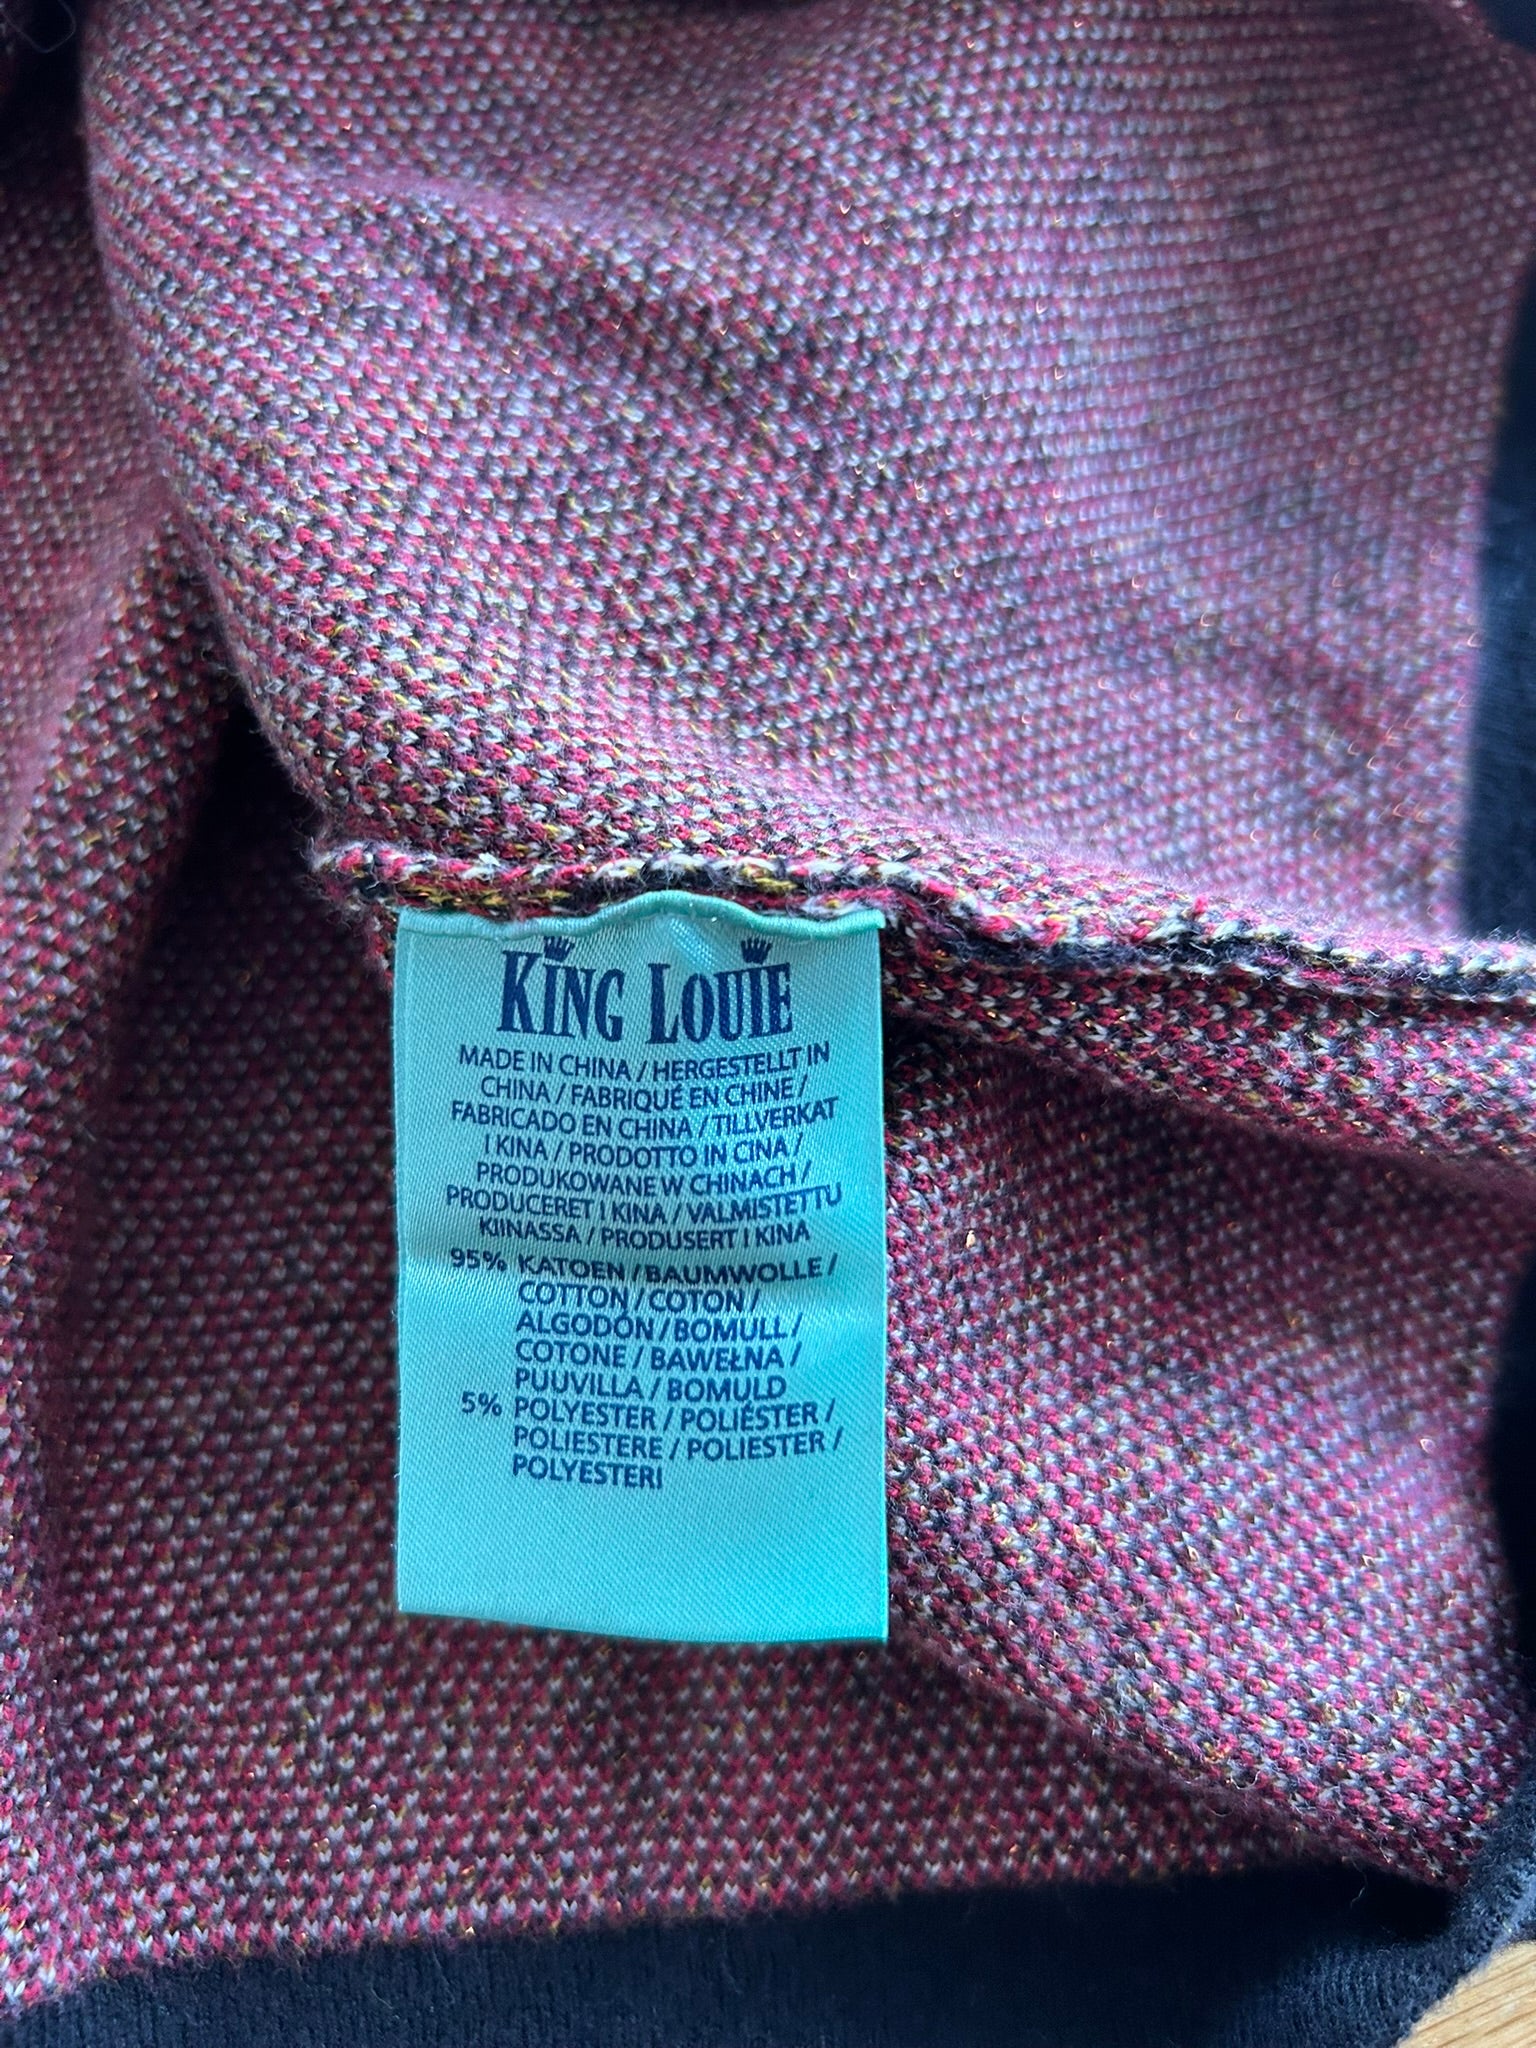 KING LOUIE
MADE IN CHINA / HERGESTELLT IN
CHINA / FABRIQUÉ EN CHINE /
FABRICADO EN CHINA / TILLVERKAT
I KINA / PRODOTTO IN CINA /
PRODUKOWANE W CHINACH /
PRODUCERET I KINA / VALMISTETTU
KIINASSA / PRODUSERT I KINA
95% KATOEN / BAUMWOLLE /
COTTON / COTON /
ALGODÓN / BOMULL /
COTONE / BAWEŁNA /
PUUVILLA / BOMULD
5% POLYESTER / POLIÉSTER /
POLIESTERE / POLIESTER /
POLYESTERI